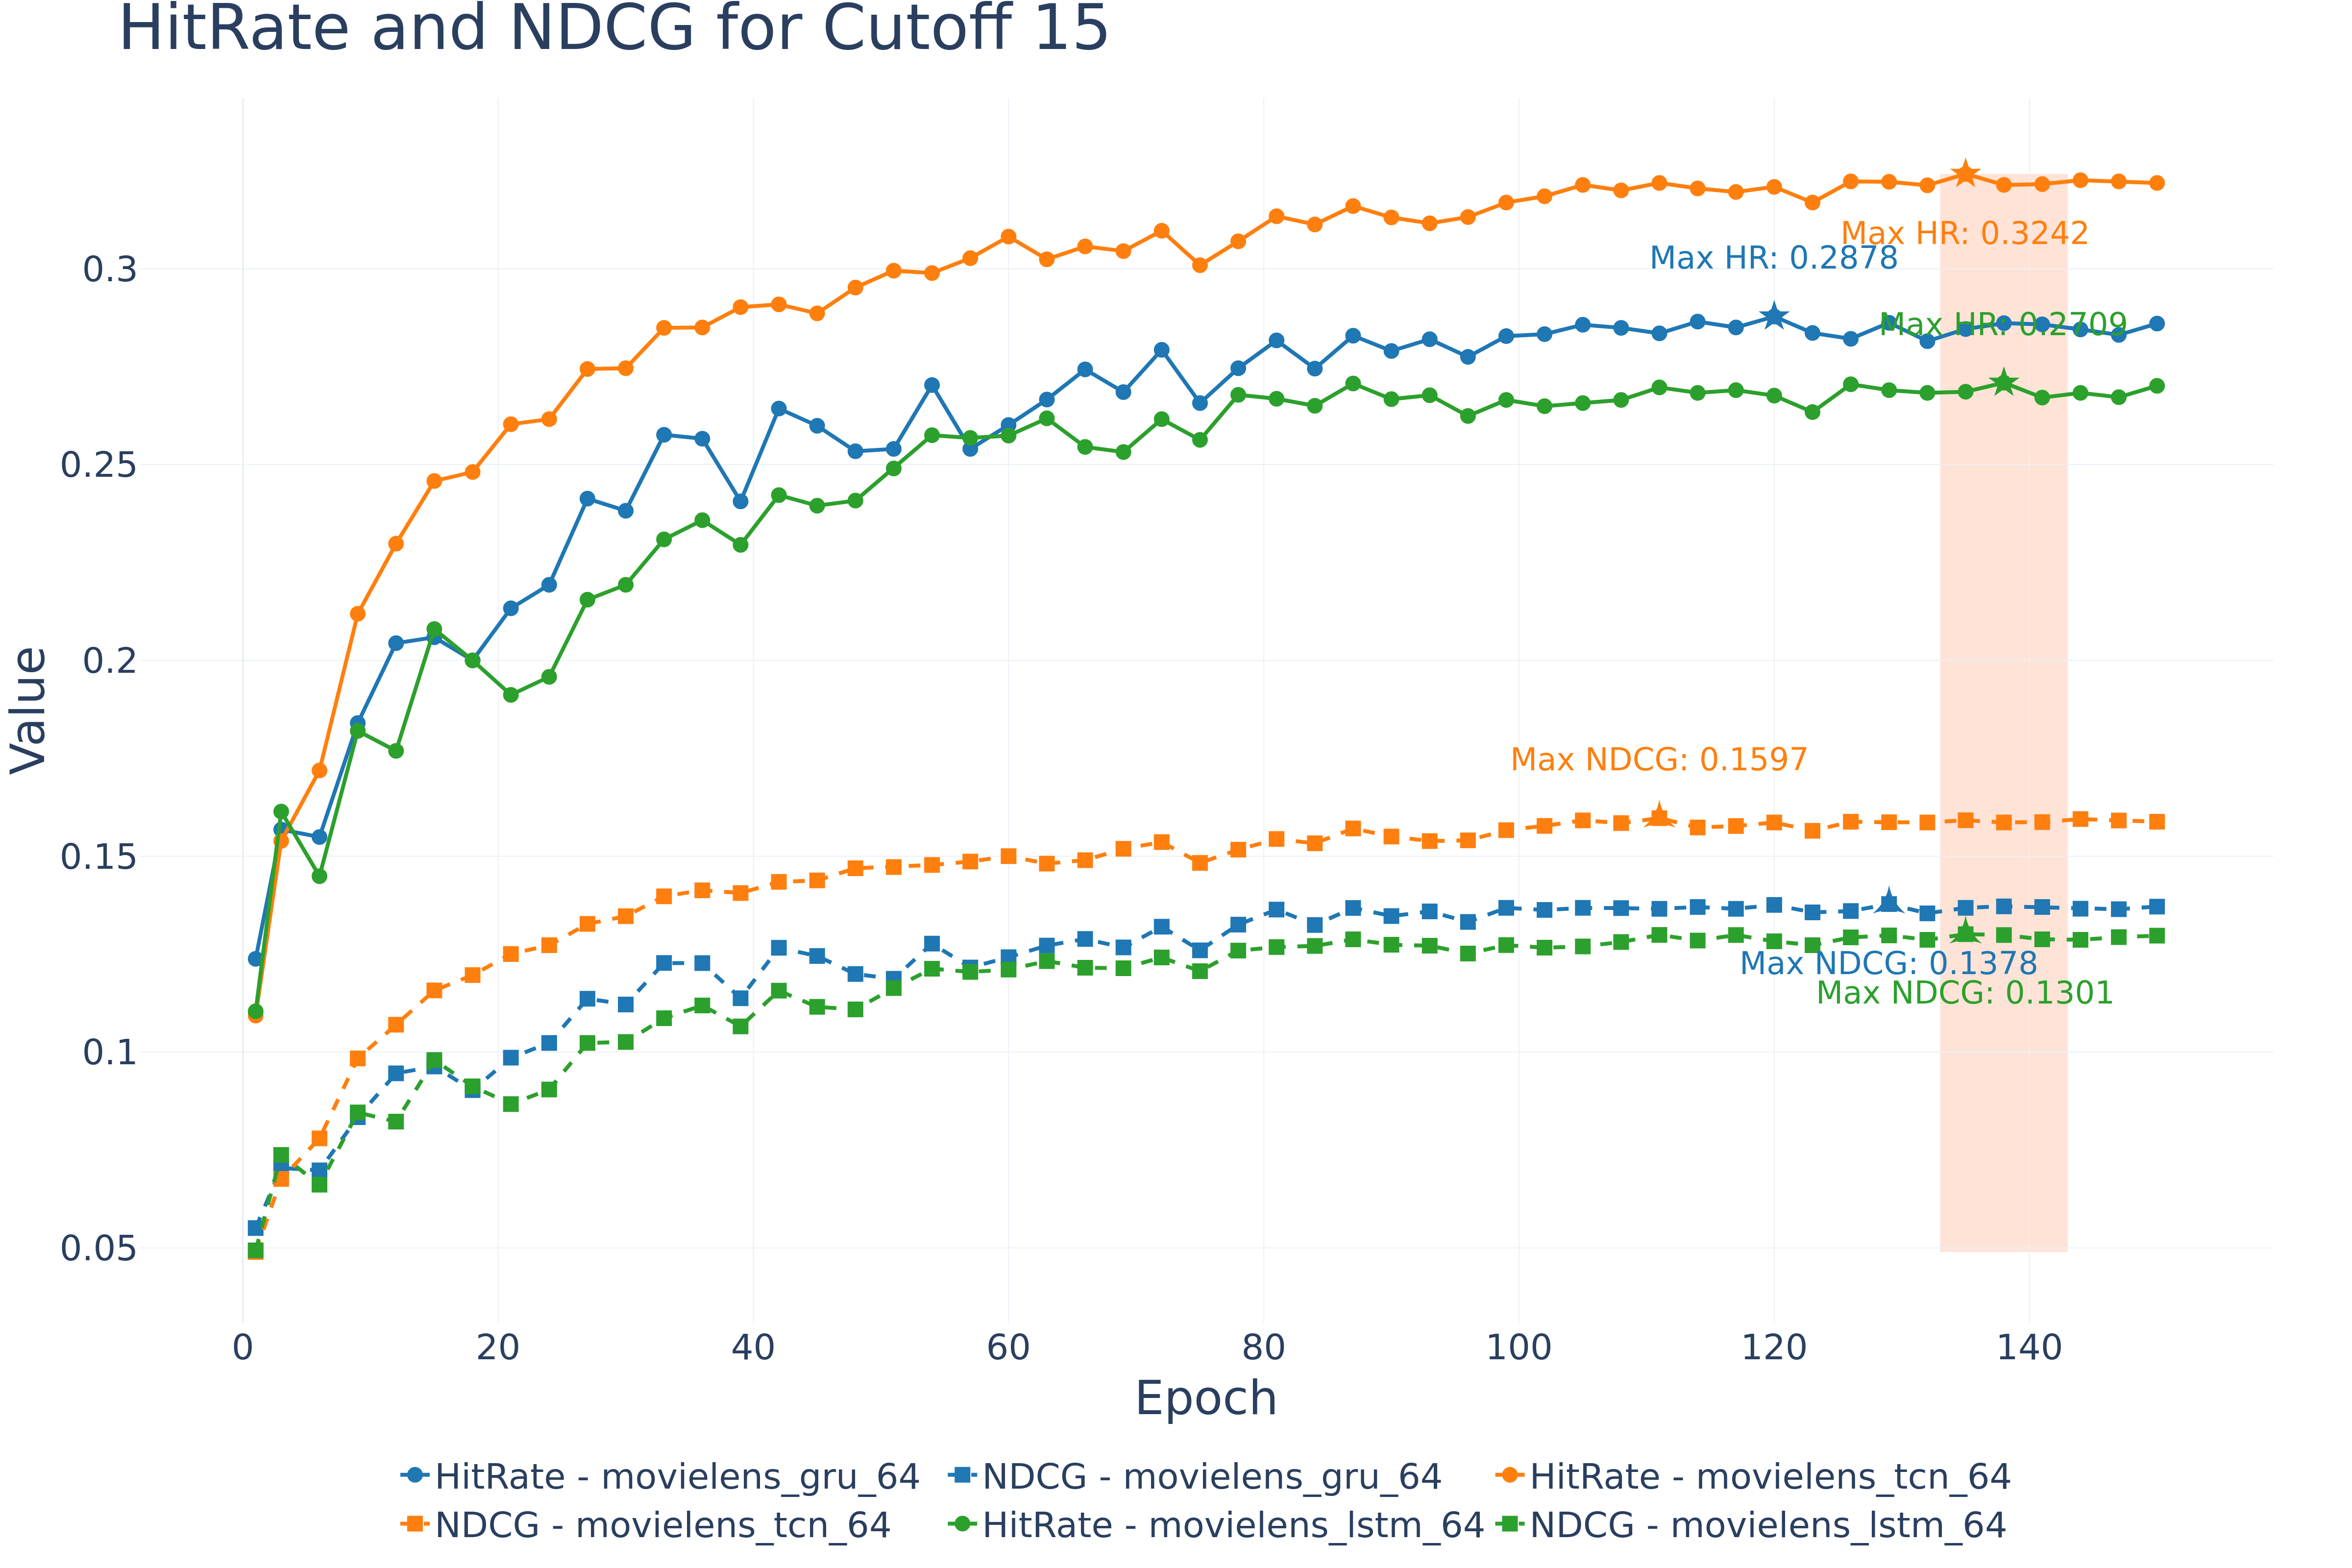 HitRate and NDCG for Cutoff 15
Max HR: 0.3242
Max HR: 0.2878
Max HR: 0.2709
Max NDCG: 0.1597
Max NDCG: 0.1378
Max NDCG: 0.1301
Value
0.3
0.25
0.2
0.15
0.1
0.05
0 20 40 60 80 100 120 140
Epoch
HitRate - movielens_gru_64 NDCG - movielens_gru_64 HitRate - movielens_tcn_64
NDCG - movielens_tcn_64 HitRate - movielens_lstm_64 NDCG - movielens_lstm_64